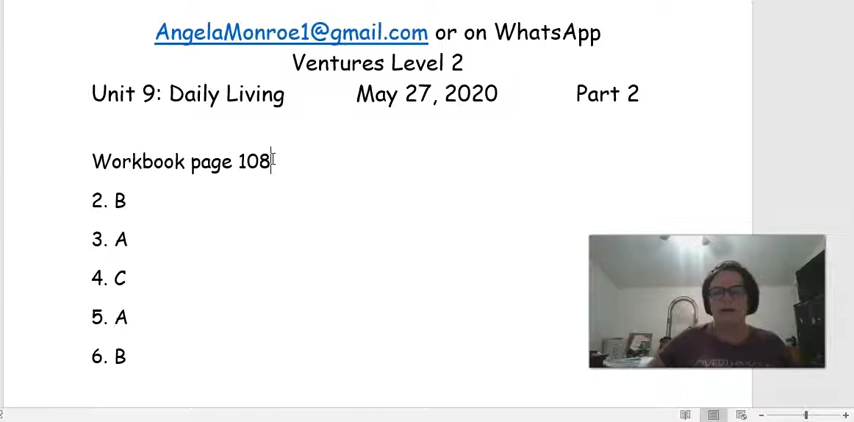 AngelaMonroe1@gmail.com or on WhatsApp
Ventures Level 2
Unit 9: Daily Living May 27, 2020 Part 2
Workbook page 108
2. B
3. A
4. C
5. A
6. B